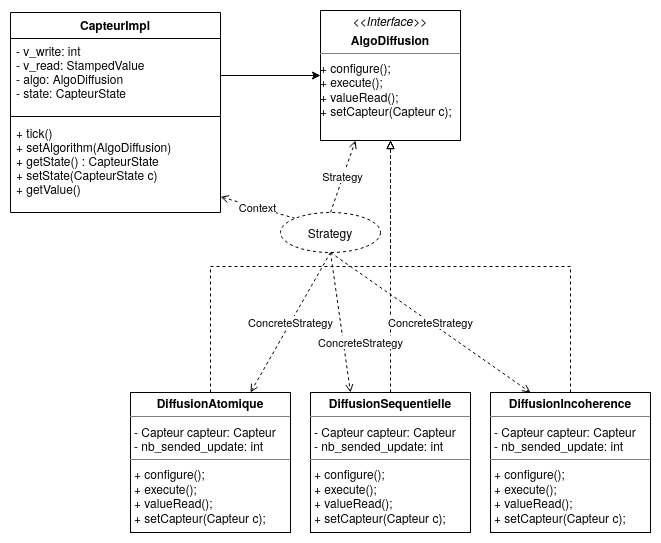 CapteurImpl
- v_write: int
- v_read: StampedValue
- algo: AlgoDiffusion
- state: CapteurState
+ tick()
+ setAlgorithm(AlgoDiffusion)
+ getState() : CapteurState
+ setState(CapteurState c)
+ getValue()
<<Interface>>
AlgoDiffusion
+ configure();
+ execute();
+ valueRead();
+ setCapteur(Capteur c);
Strategy
Context
Strategy
ConcreteStrategy
ConcreteStrategy
ConcreteStrategy
DiffusionAtomique
- Capteur capteur: Capteur
- nb_sended_update: int
+ configure();
+ execute();
+ valueRead();
+ setCapteur(Capteur c);
DiffusionSequentielle
- Capteur capteur: Capteur
- nb_sended_update: int
+ configure();
+ execute();
+ valueRead();
+ setCapteur(Capteur c);
DiffusionIncoherence
- Capteur capteur: Capteur
- nb_sended_update: int
+ configure();
+ execute();
+ valueRead();
+ setCapteur(Capteur c);